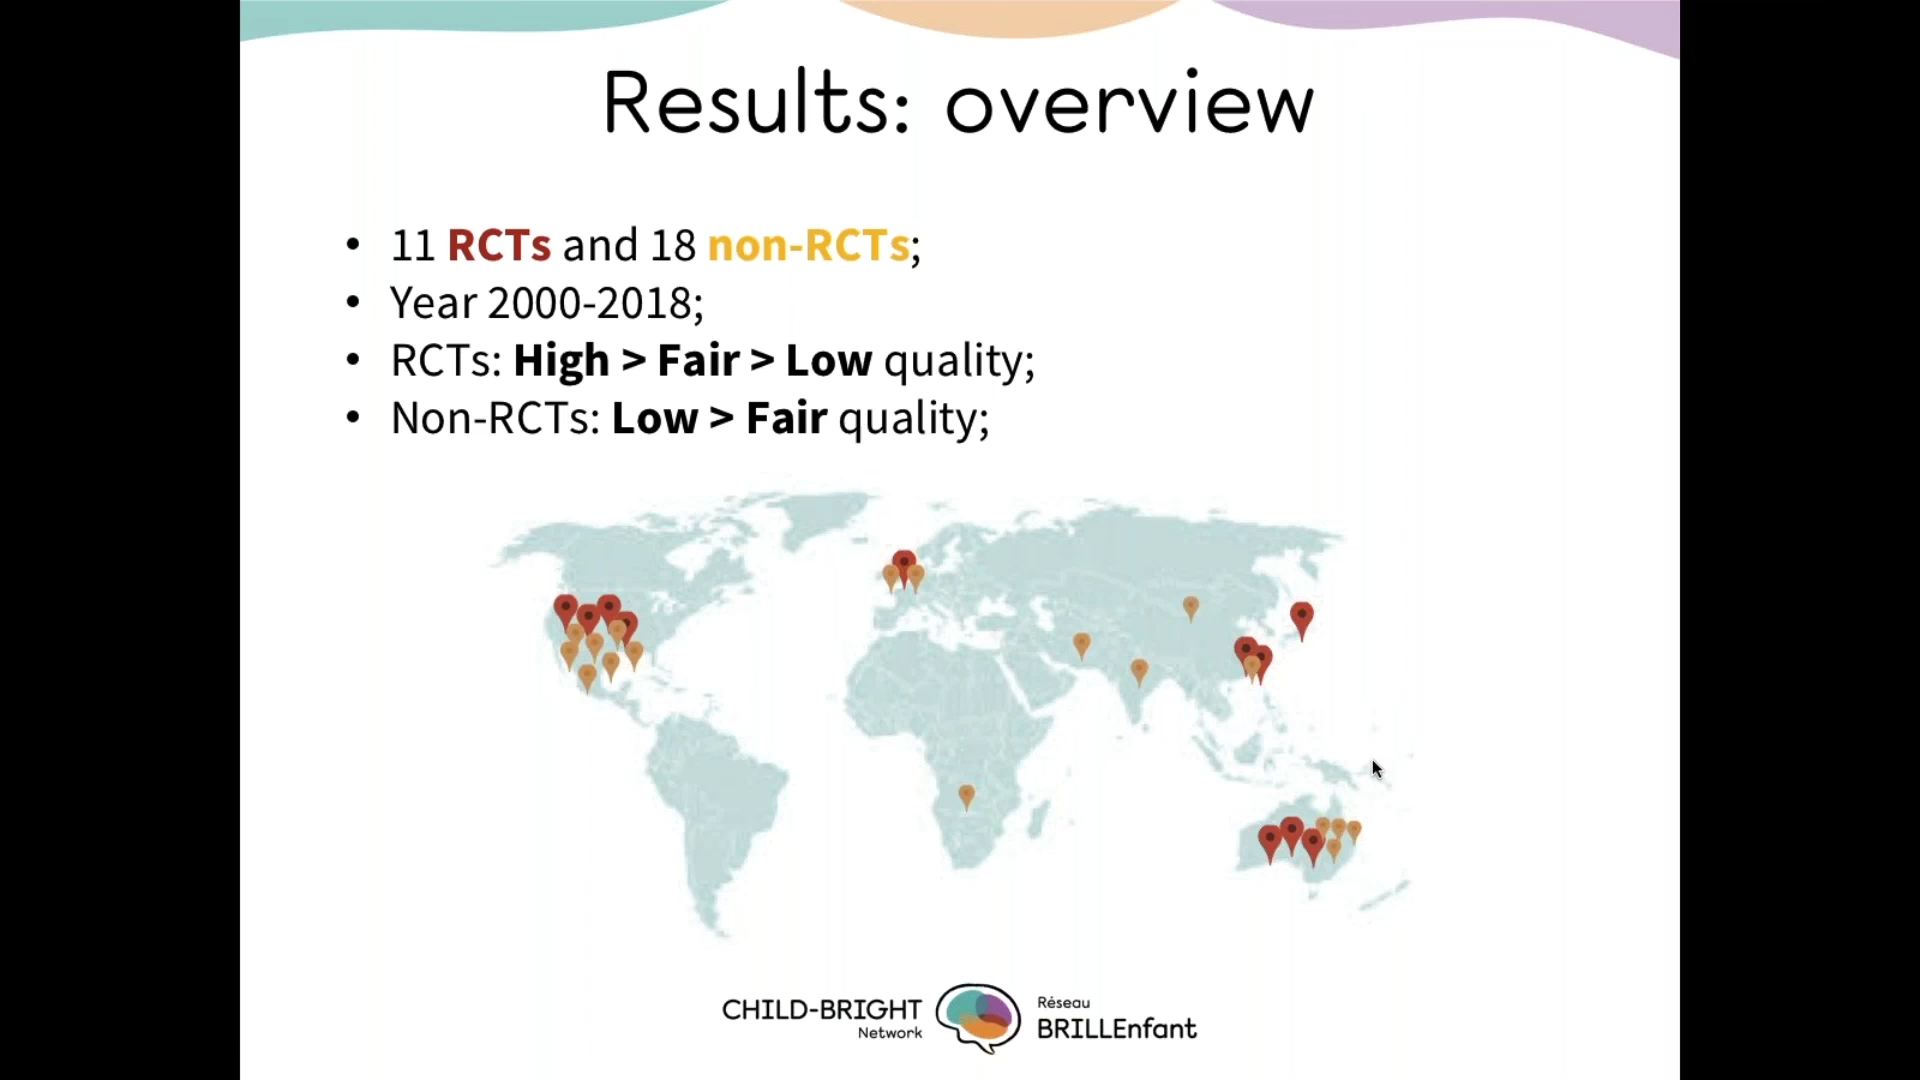 Results: overview
• 11 RCTs and 18 non-RCTs;
• Year 2000-2018;
• RCTs: High > Fair > Low quality;
• Non-RCTs: Low > Fair quality;
CHILD-BRIGHT
Network
Réseau
BRILLEnfant